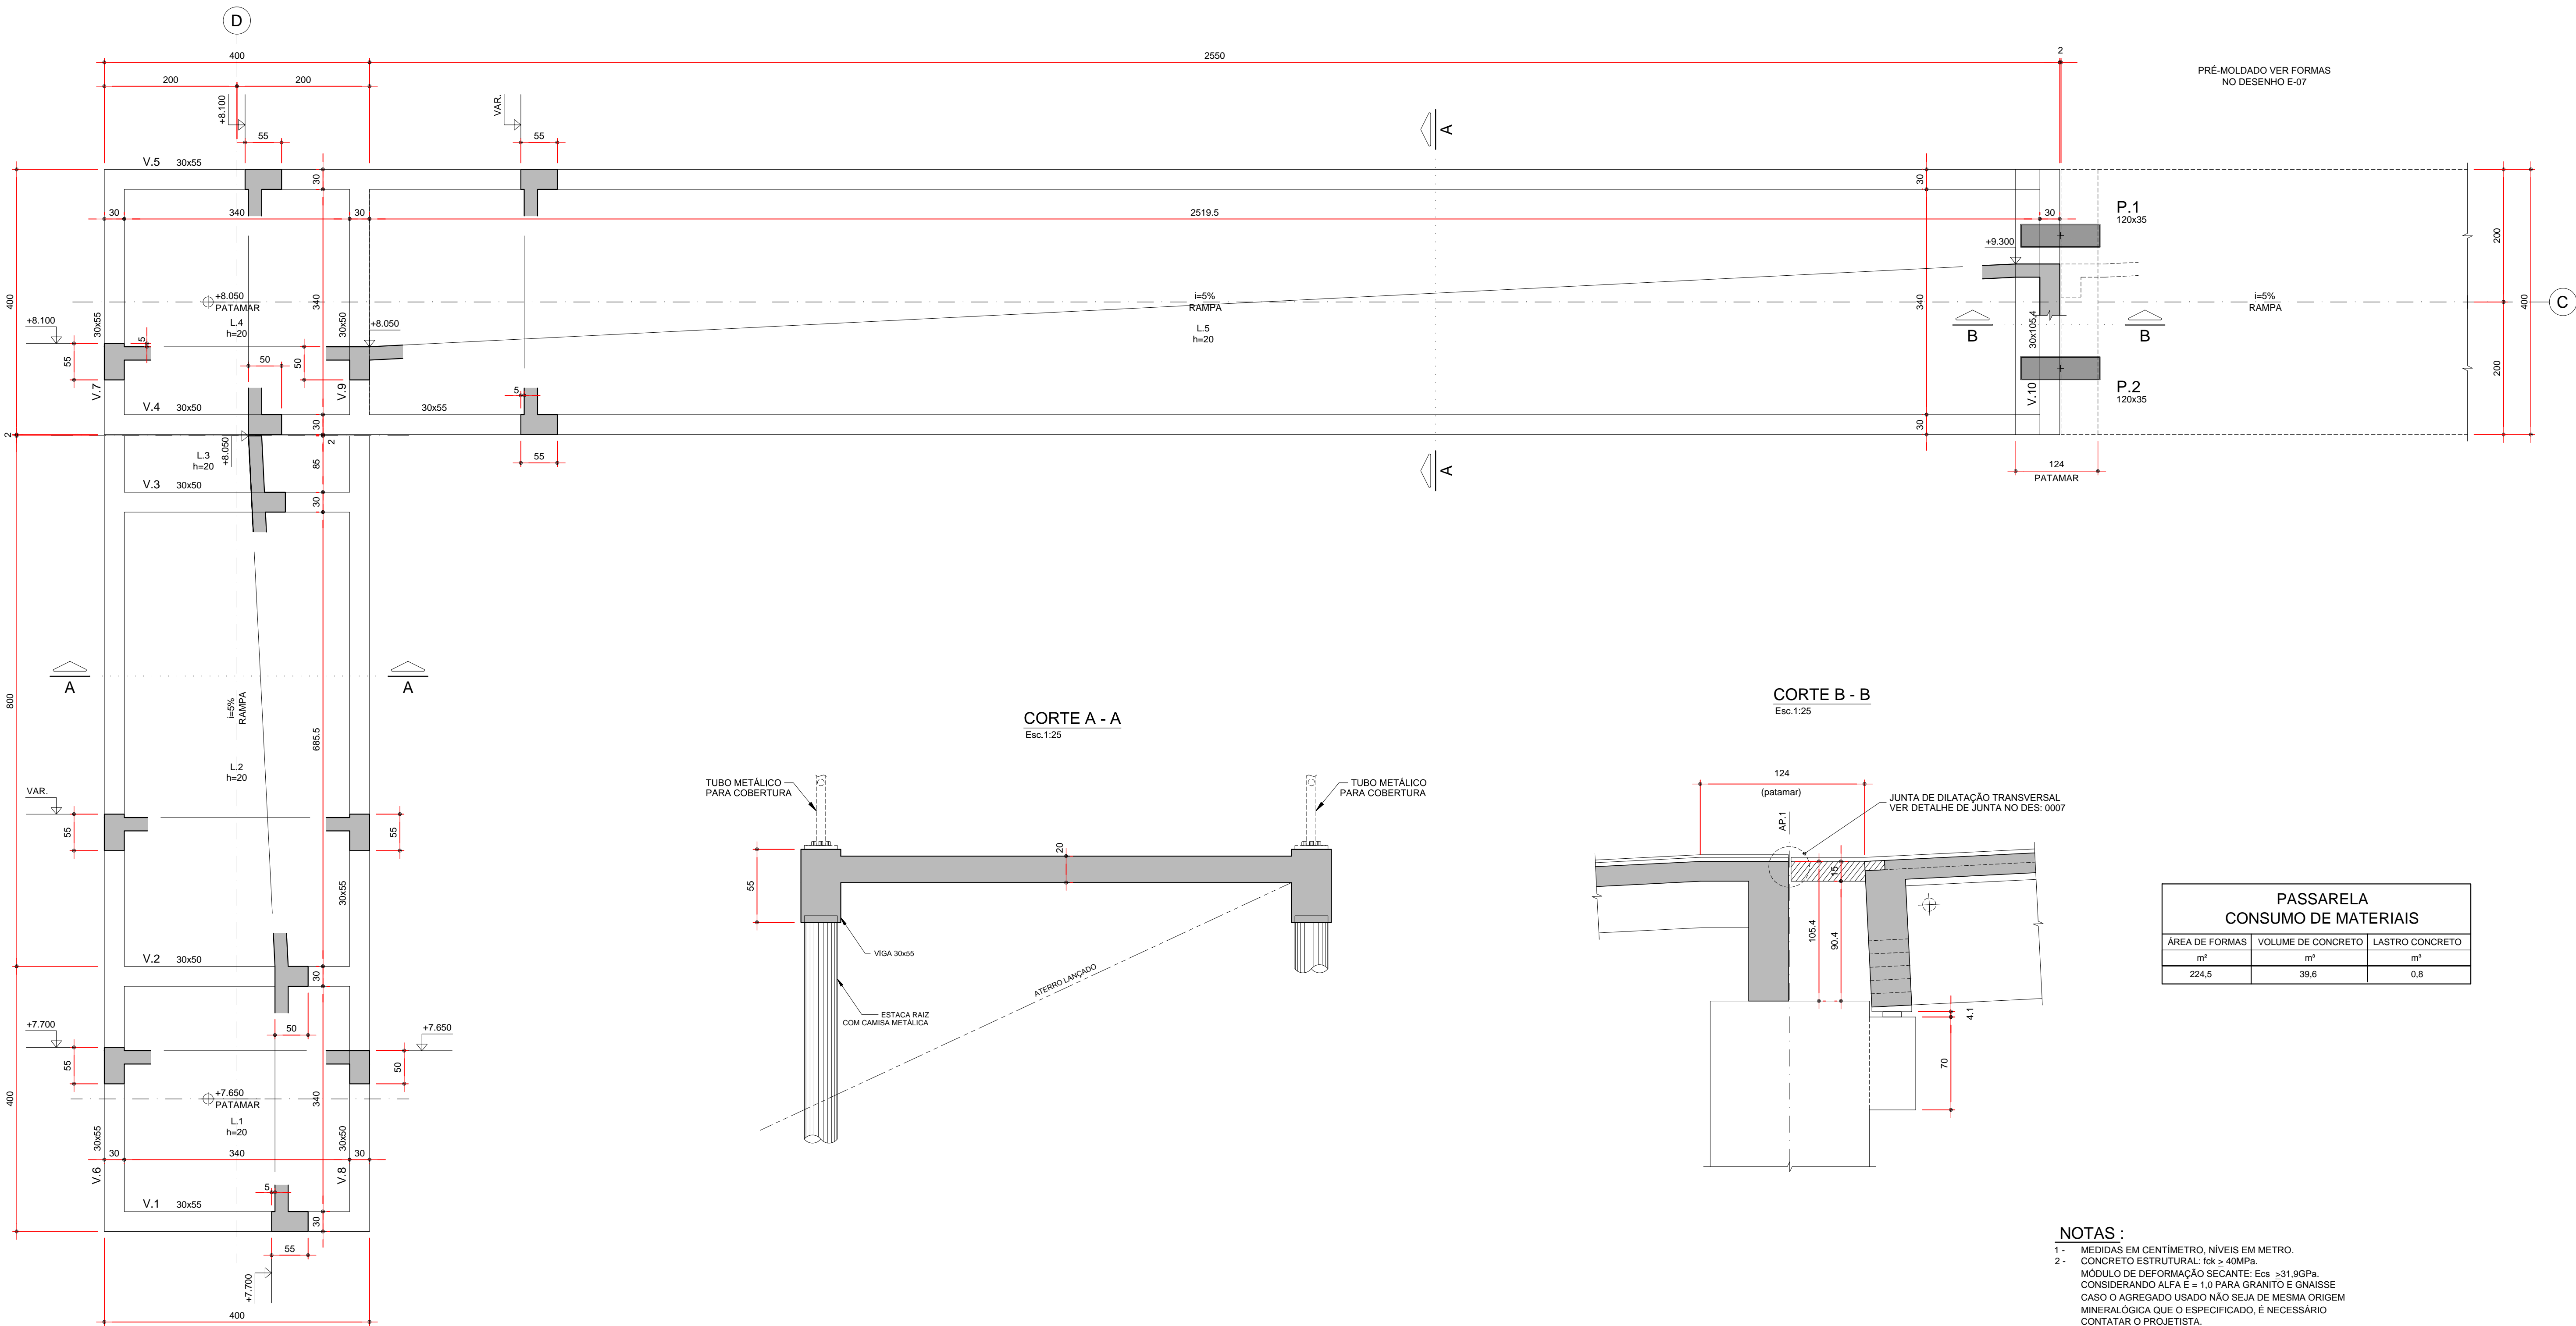 D
400
2550
2
200
200
PRÉ-MOLDADO VER FORMAS
NO DESENHO E-07
+8.100
VAR.
55
55
A
V.5 30x55
30
30
30
340
30
2519.5
30
P.1
120x35
+9.300
200
400
+8.050
PATAMAR
L.4
h=20
340
i=5%
RAMPA
L.5
h=20
340
i=5%
RAMPA
400
C
+8.100
30x55
5
30x50
+8.050
55
50
50
B
B
30x105,4
V.7
V.9
V.10
P.2
120x35
200
V.4 30x50
30x55
5
30
30
2
2
+8.050
L.3
h=20
85
55
A
124
PATAMAR
V.3 30x50
30
A
A
800
i=5%
RAMPA
685.5
L.2
h=20
VAR.
55
55
30x55
V.2 30x50
30
50
+7.700
+7.650
55
50
400
+7.650
PATAMAR
340
L.1
h=20
30x55
30x50
30
340
30
V.6
V.8
5
V.1 30x55
30
55
+7.700
400
CORTE A - A
Esc.1:25
TUBO METÁLICO
PARA COBERTURA
TUBO METÁLICO
PARA COBERTURA
20
55
VIGA 30x55
ATERRO LANÇADO
ESTACA RAIZ
COM CAMISA METÁLICA
CORTE B - B
Esc.1:25
124
(patamar)
JUNTA DE DILATAÇÃO TRANSVERSAL
VER DETALHE DE JUNTA NO DES: 0007
AP.1
15
105.4
90.4
4.1
70
PASSARELA
CONSUMO DE MATERIAIS
ÁREA DE FORMAS VOLUME DE CONCRETO LASTRO CONCRETO
m² m³ m³
224,5 39,6 0,8
NOTAS :
1 - MEDIDAS EM CENTÍMETRO, NÍVEIS EM METRO.
2 - CONCRETO ESTRUTURAL: fck ≥ 40MPa.
MÓDULO DE DEFORMAÇÃO SECANTE: Ecs ≥31,9GPa.
CONSIDERANDO ALFA E = 1,0 PARA GRANITO E GNAISSE
CASO O AGREGADO USADO NÃO SEJA DE MESMA ORIGEM
MINERALÓGICA QUE O ESPECIFICADO, É NECESSÁRIO
CONTATAR O PROJETISTA.